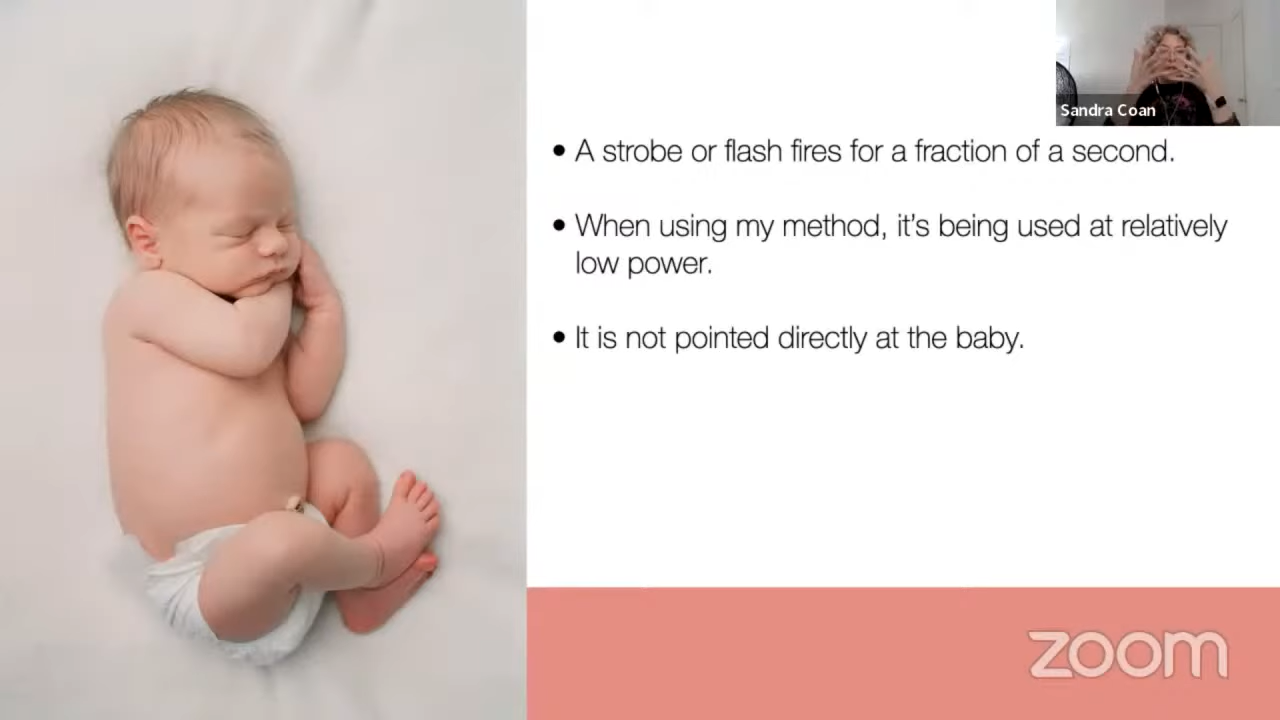 Sandra Coan
• A strobe or flash fires for a fraction of a second.
• When using my method, it's being used at relatively
low power.
• It is not pointed directly at the baby.
zoom